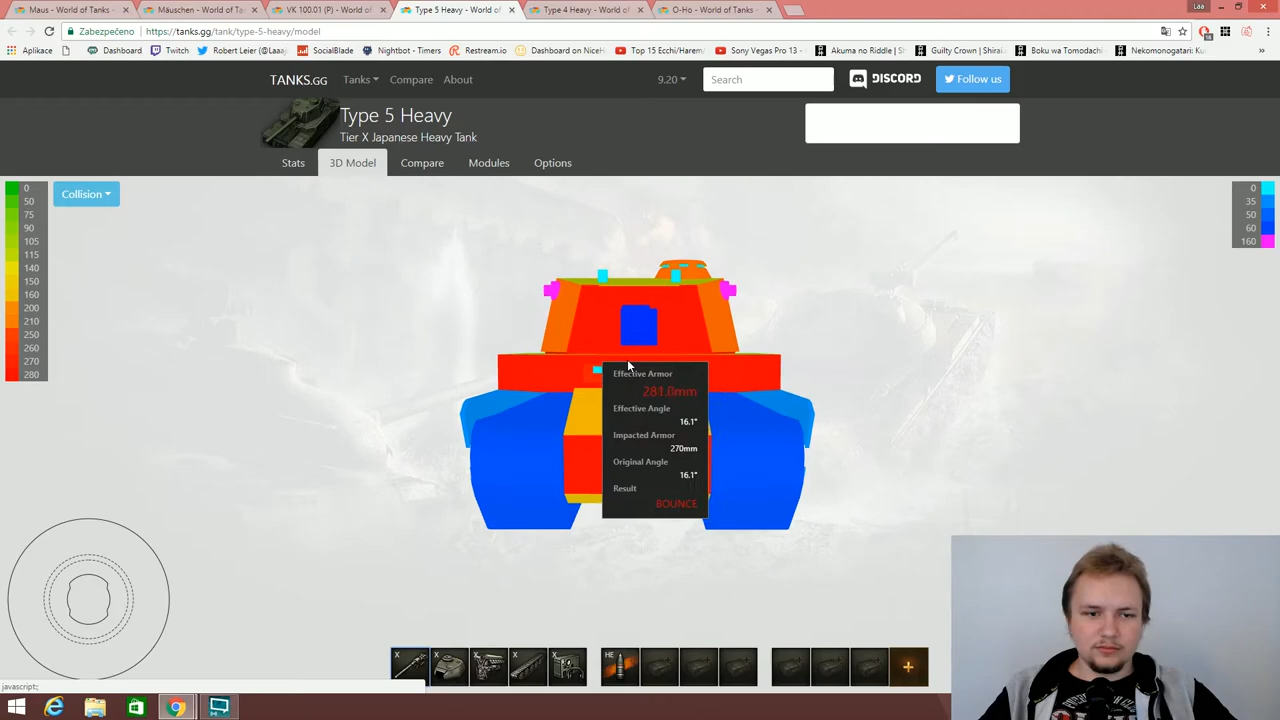 Maus - World of Tanks -
Mäuschen - World of Tan
VK 100.01 (P) - World of
Type 5 Heavy - World of
Type 4 Heavy - World of
O-Ho - World of Tanks -
Laa
Zabezpečeno
https://tanks.gg/tank/type-5-heavy/model
Aplikace
Dashboard
Twitch
Robert Leier (@Laaj
SocialBlade
Nightbot - Timers
Restream.io
Dashboard on NiceH
Top 15 Ecchi/Harem/
Sony Vegas Pro 13 -
Akuma no Riddle |
Guilty Crown | Shira
Boku wa Tomodachi
Nekomonogatari: Ku
»
TANKS.GG
Tanks
Compare
About
9.20
Search
DISCORD
Follow us
Type 5 Heavy
Tier X Japanese Heavy Tank
Stats
3D Model
Compare
Modules
Options
Collision
0
50
75
90
105
115
140
150
160
200
210
250
260
270
280
0
35
50
60
160
Effective Armor
281.0mm
Effective Angle
16.1°
Impacted Armor
270mm
Original Angle
16.1°
Result
BOUNCE
X
X
X
X
X
HE
+
javascript:;